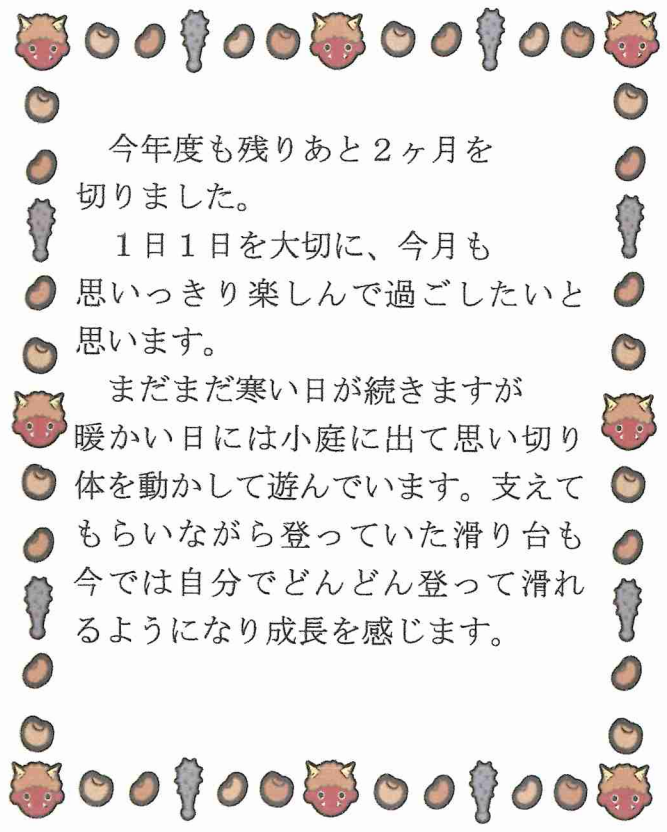 今年度も残りあと２ヶ月を
切りました。
　１日１日を大切に、今月も
思いっきり楽しんで過ごしたいと
思います。
　まだまだ寒い日が続きますが
暖かい日には小庭に出て思い切り
体を動かして遊んでいます。支えて
もらいながら登っていた滑り台も
今では自分でどんどん登って滑れ
るようになり成長を感じます。